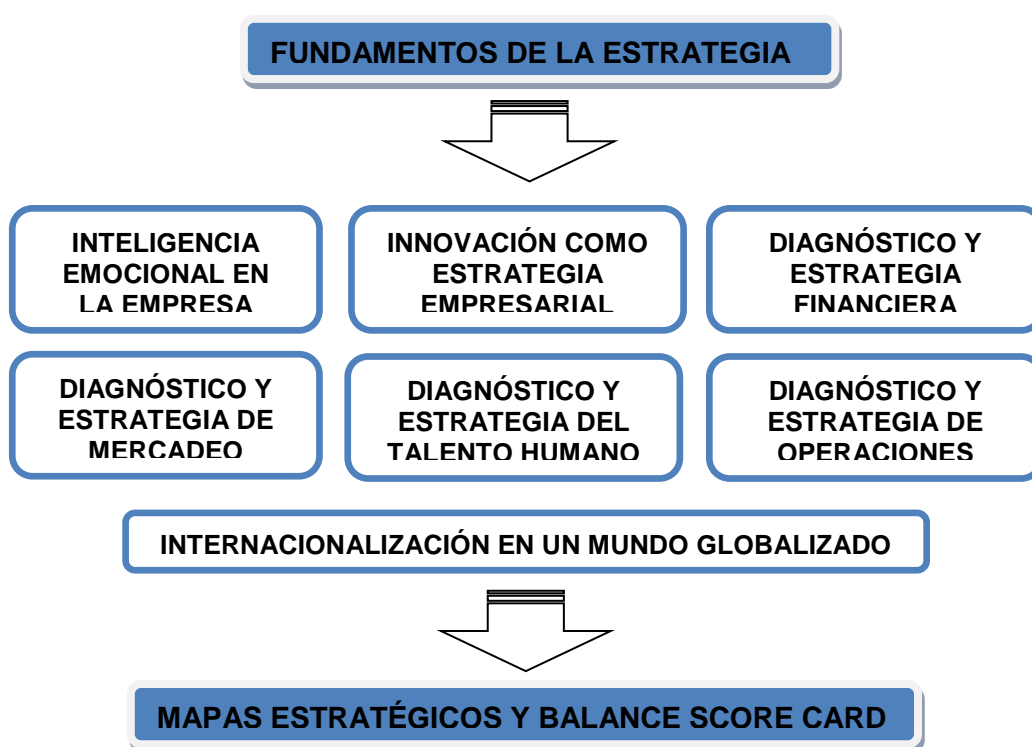 FUNDAMENTOS DE LA ESTRATEGIA
INTELIGENCIA
EMOCIONAL EN
LA EMPRESA
INNOVACIÓN COMO
ESTRATEGIA
EMPRESARIAL
DIAGNÓSTICO Y
ESTRATEGIA
FINANCIERA
DIAGNÓSTICO Y
ESTRATEGIA DE
MERCADEO
DIAGNÓSTICO Y
ESTRATEGIA DEL
TALENTO HUMANO
DIAGNÓSTICO Y
ESTRATEGIA DE
OPERACIONES
INTERNACIONALIZACIÓN EN UN MUNDO GLOBALIZADO
MAPAS ESTRATÉGICOS Y BALANCE SCORE CARD